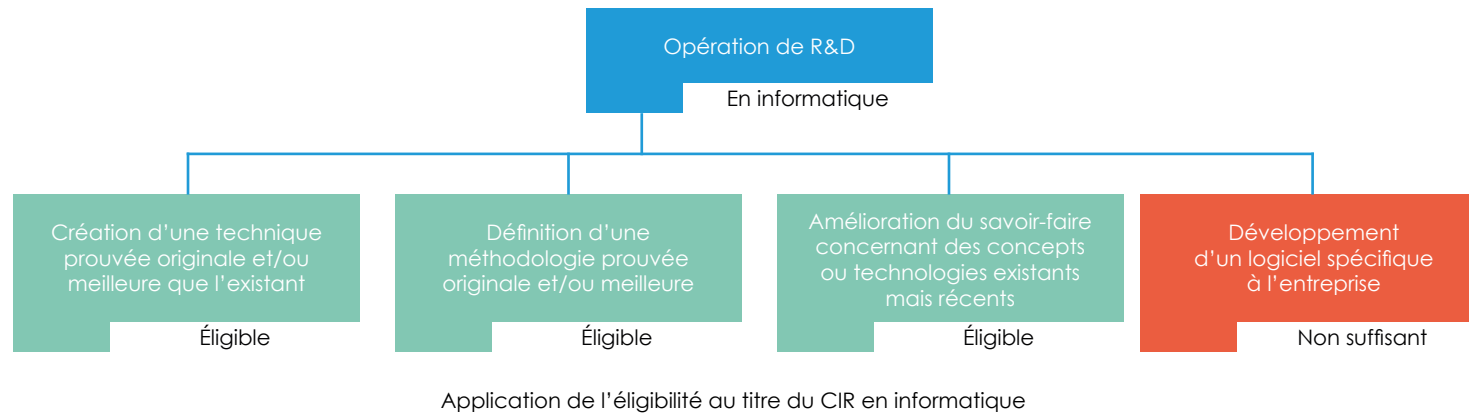 Opération de R&D
En informatique
Création d’une technique
prouvée originale et/ou
meilleure que l’existant
Éligible
Définition d’une
méthodologie prouvée
originale et/ou meilleure
Éligible
Amélioration du savoir-faire
concernant des concepts
ou technologies existants
mais récents
Éligible
Développement
d’un logiciel spécifique
à l’entreprise
Non suffisant
Application de l’éligibilité au titre du CIR en informatique